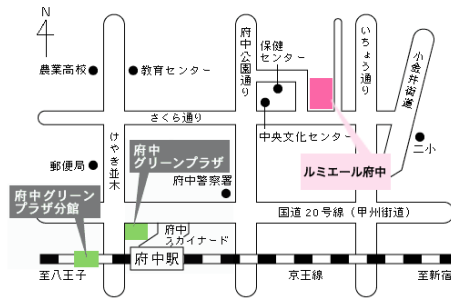 4
農業高校
教育センター
府中公園通り
保健
センター
いちょう通り
小金井街道
さくら通り
中央文化センター
けやき並木
府中
グリーンプラザ
郵便局
二小
ルミエール府中
府中警察署
府中グリーン
プラザ分館
国道20号線(甲州街道)
府中
スカイナード
府中駅
至八王子
京王線
至新宿